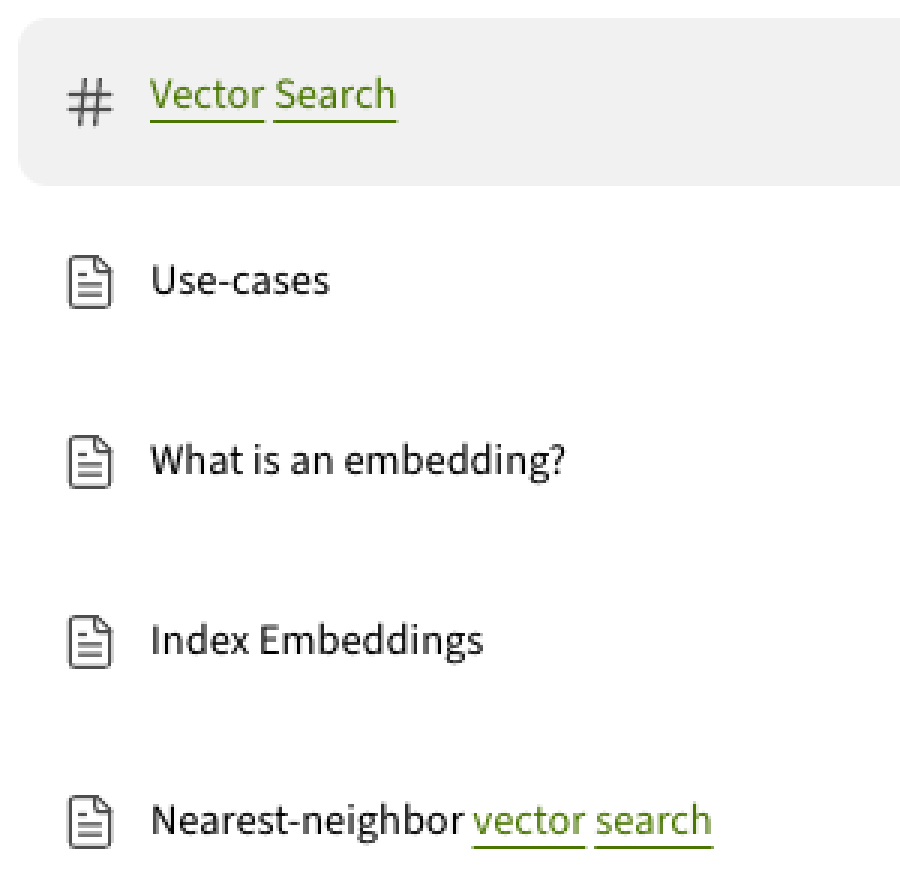 # Vector Search
Use-cases
What is an embedding?
Index Embeddings
Nearest-neighbor vector search